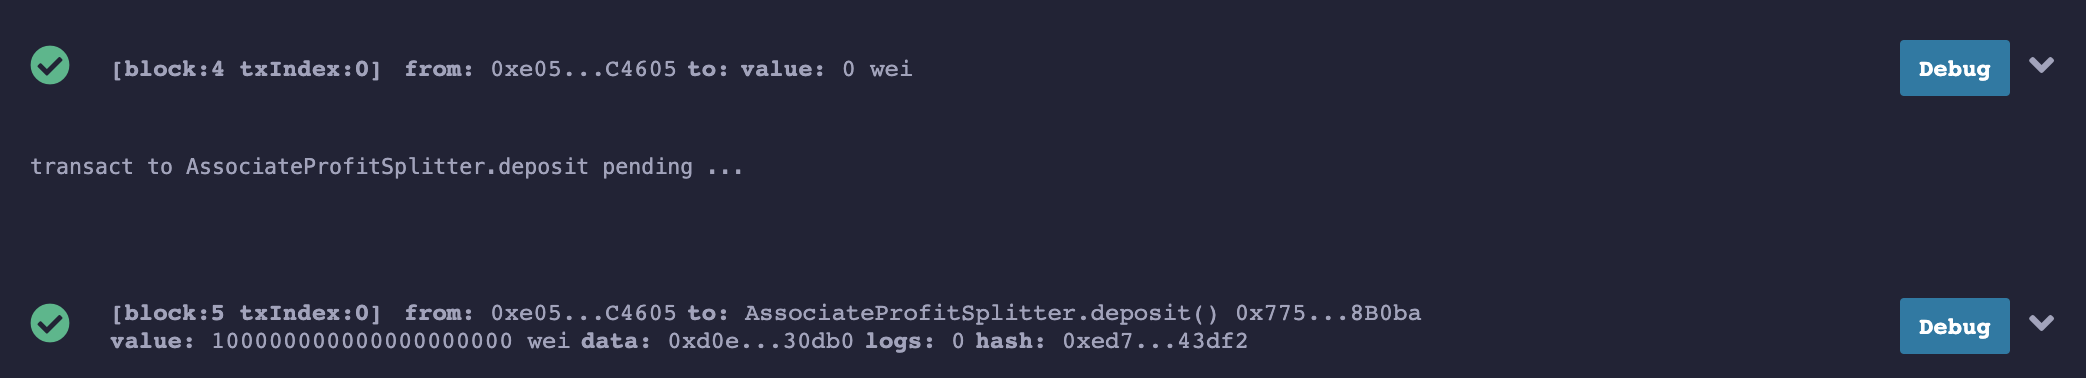 [block:4 txIndex:0] from: 0xe05...C4605 to: value: 0 wei
Debug
transact to AssociateProfitSplitter.deposit pending ...
[block:5 txIndex:0] from: 0xe05...C4605 to: AssociateProfitSplitter.deposit() 0x775...8B0ba
value: 100000000000000000000 wei data: 0xd0e...30db0 logs: 0 hash: 0xed7...43df2
Debug